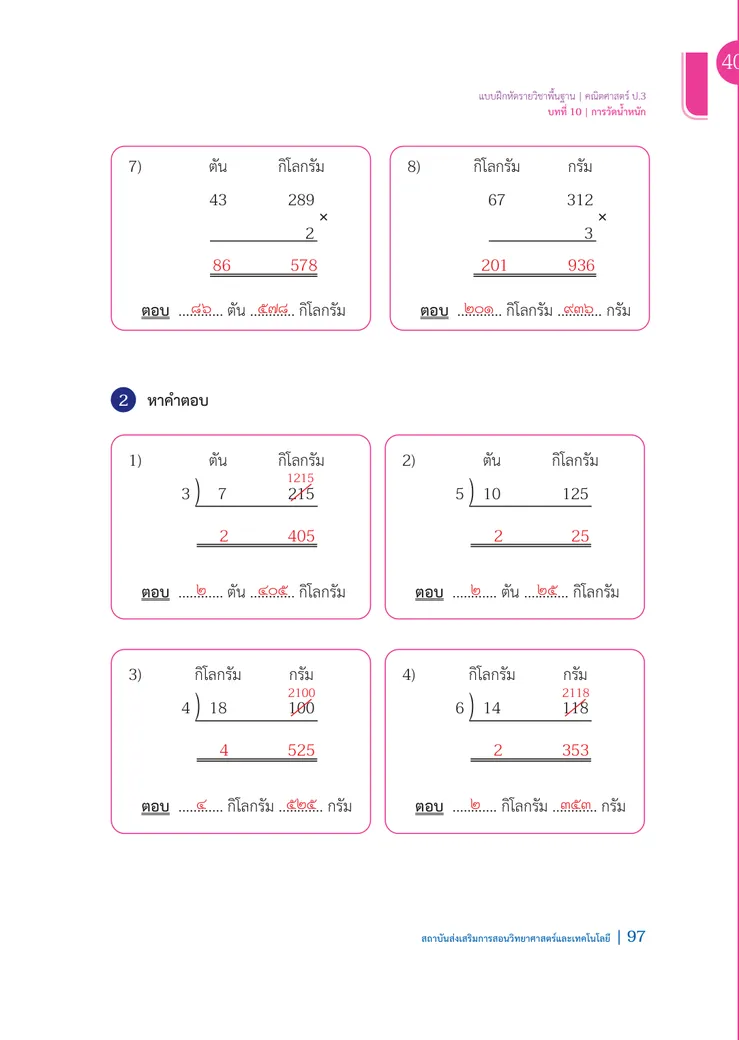 40
แบบฝึกหัดรายวิชาพื้นฐาน | คณิตศาสตร์ ป.3
บทที่ 10 | การวัดน้ำหนัก
7) ตัน กิโลกรัม
43 289
×
2
86 578
ตอบ ...๘๖... ตัน ...๕๗๘... กิโลกรัม
8) กิโลกรัม กรัม
67 312
×
3
201 936
ตอบ ...๒๐๑... กิโลกรัม ...๙๓๖... กรัม
2 หาคำตอบ
1) ตัน กิโลกรัม
1215
3 ) 7 215
2 405
ตอบ ...๒... ตัน ...๔๐๕... กิโลกรัม
2) ตัน กิโลกรัม
5 ) 10 125
2 25
ตอบ ...๒... ตัน ...๒๕... กิโลกรัม
3) กิโลกรัม กรัม
2100
4 ) 18 100
4 525
ตอบ ...๔... กิโลกรัม ...๕๒๕... กรัม
4) กิโลกรัม กรัม
2118
6 ) 14 118
2 353
ตอบ ...๒... กิโลกรัม ...๓๕๓... กรัม
สถาบันส่งเสริมการสอนวิทยาศาสตร์และเทคโนโลยี | 97